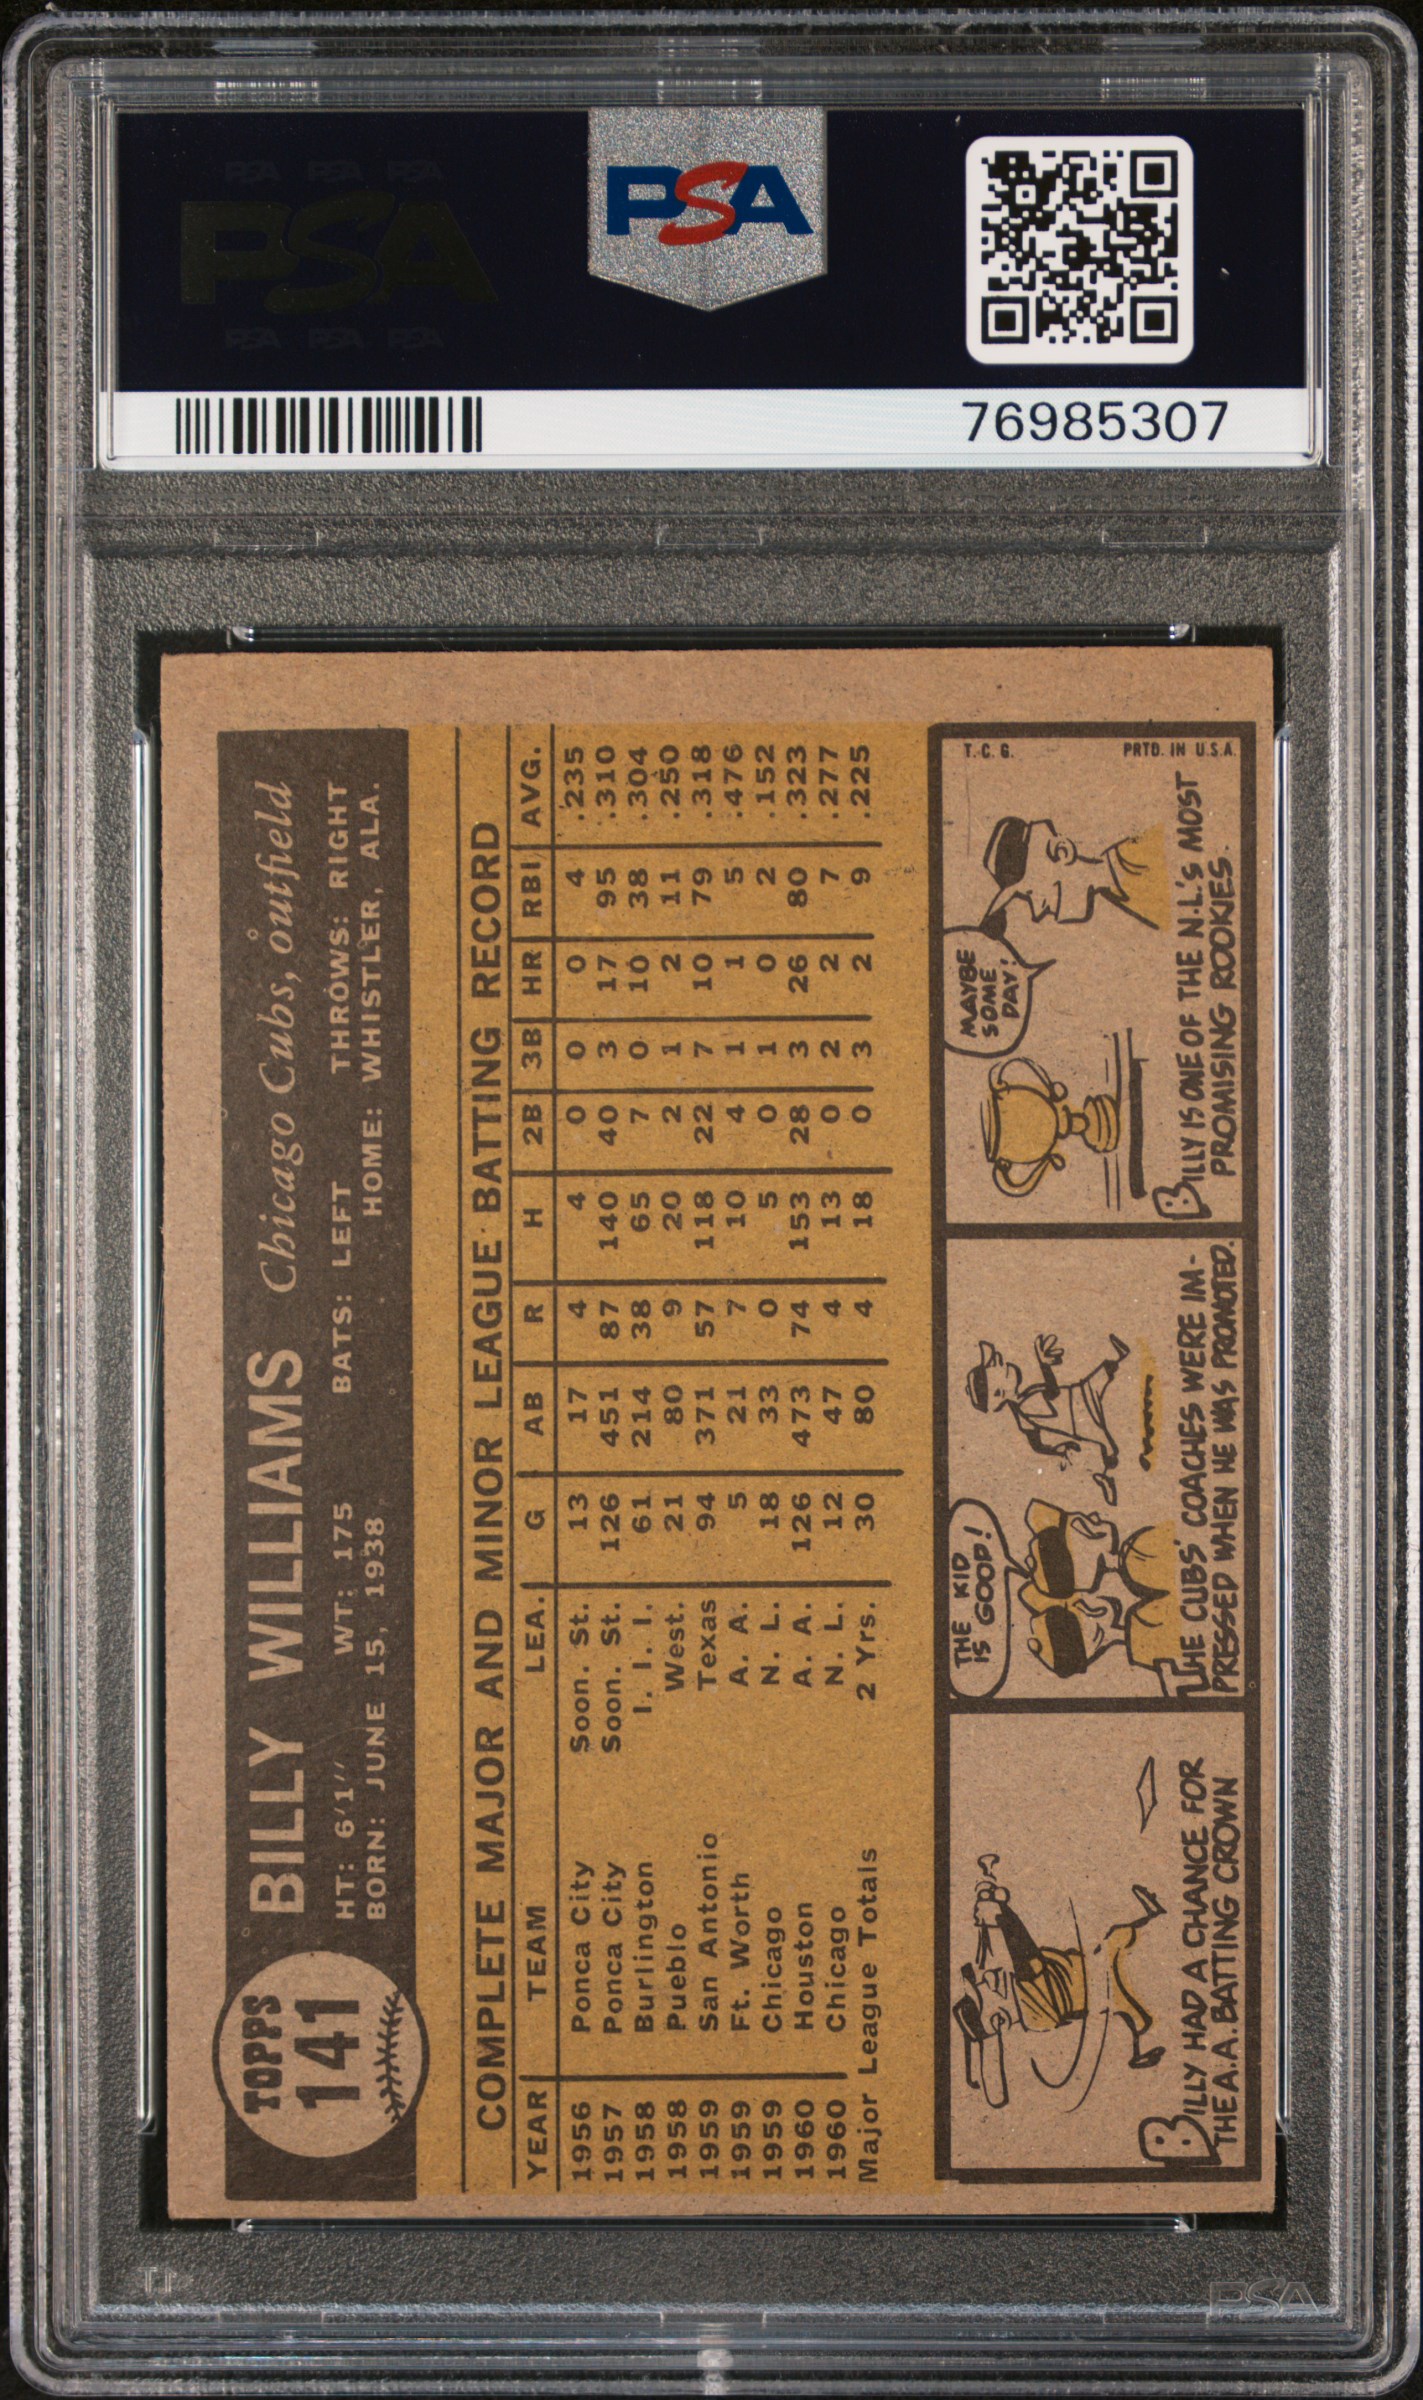 PSA PSA PSA
PSA
PSA PSA PSA
PSA
76985307
TOPPS
141
BILLY WILLIAMS Chicago Cubs, outfield
HT: 6'1" WT: 175 BATS: LEFT THROWS: RIGHT
BORN: JUNE 15, 1938 HOME: WHISTLER, ALA.
COMPLETE MAJOR AND MINOR LEAGUE BATTING RECORD
YEAR TEAM LEA. G AB R H 2B 3B HR RBI AVG.
1956 Ponca City Soon. St. 13 17 4 4 0 0 0 4 .235
1957 Ponca City Soon. St. 126 451 87 140 40 3 17 95 .310
1958 Burlington I. I. I. 61 214 38 65 7 0 10 38 .304
1958 Pueblo West. 21 80 9 20 2 1 2 11 .250
1959 San Antonio Texas 94 371 57 118 22 7 10 79 .318
1959 Ft. Worth A. A. 5 21 7 10 4 1 1 5 .476
1959 Chicago N. L. 18 33 0 5 0 1 0 2 .152
1960 Houston A. A. 126 473 74 153 28 3 26 80 .323
1960 Chicago N. L. 12 47 4 13 0 2 2 7 .277
Major League Totals 2 Yrs. 30 80 4 18 0 3 2 9 .225
BILLY HAD A CHANCE FOR
THE A.A. BATTING CROWN
THE KID
IS GOOD!
THE CUBS' COACHES WERE IM-
PRESSED WHEN HE WAS PROMOTED.
MAYBE
SOME
DAY!
BILLY IS ONE OF THE N.L.'S MOST
PROMISING ROOKIES.
T.C.G. PRTD. IN U.S.A.
PSA